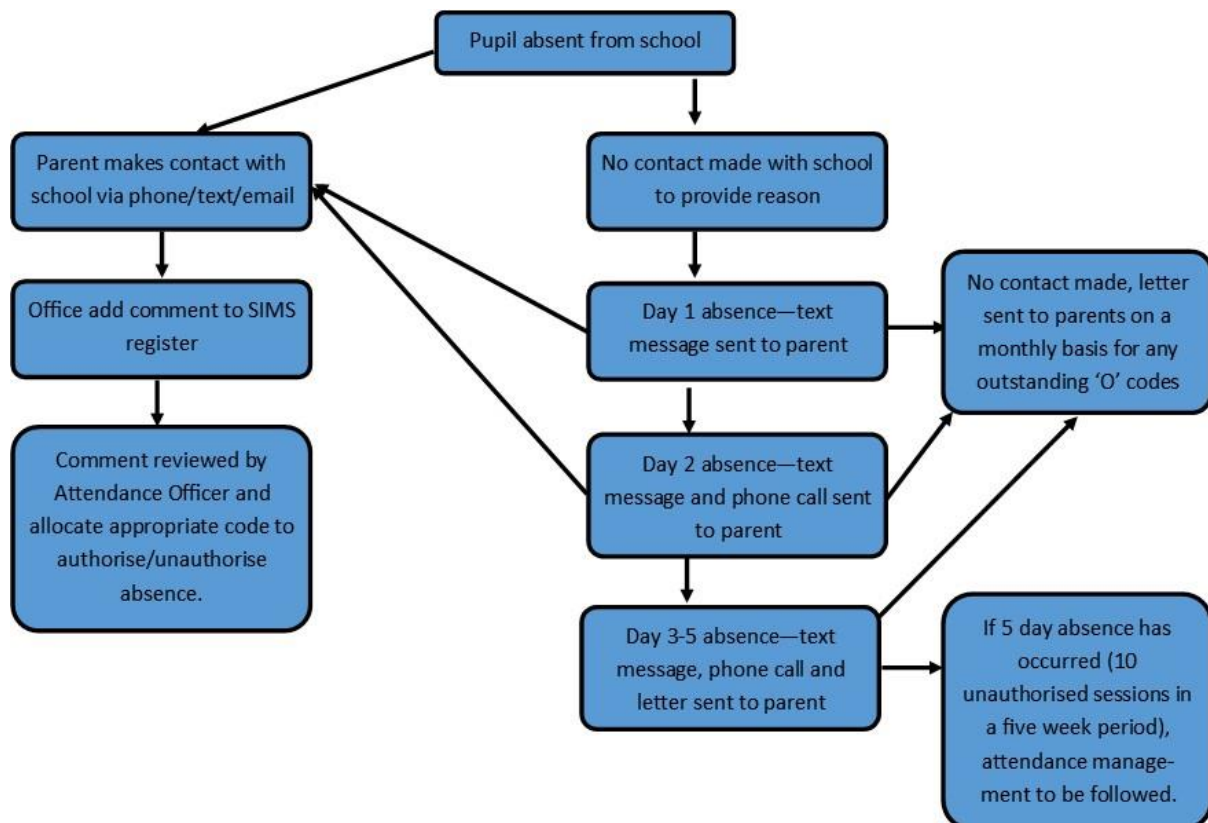 Pupil absent from school
Parent makes contact with
school via phone/text/email
No contact made with school
to provide reason
Office add comment to SIMS
register
Day 1 absence—text
message sent to parent
No contact made, letter
sent to parents on a
monthly basis for any
outstanding ‘O’ codes
Comment reviewed by
Attendance Officer and
allocate appropriate code to
authorise/unauthorise
absence.
Day 2 absence—text
message and phone call sent
to parent
Day 3-5 absence—text
message, phone call and
letter sent to parent
If 5 day absence has
occurred (10
unauthorised sessions in
a five week period),
attendance manage-
ment to be followed.